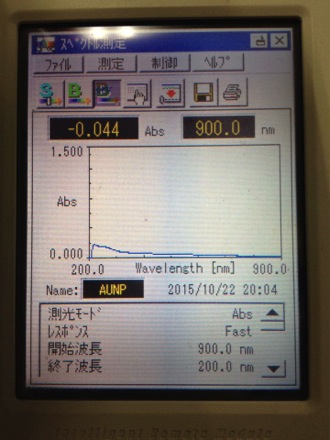 スペクトル測定
ファイル 測定 制御 ヘルプ
S B B
-0.044 Abs 900.0 nm
1.500
Abs
0.000
200.0 Wavelength [nm] 900.0
Name: AUNP 2015/10/22 20:04
測光モード Abs
レスポンス Fast
開始波長 900.0 nm
終了波長 200.0 nm
Intelligent Remote Module